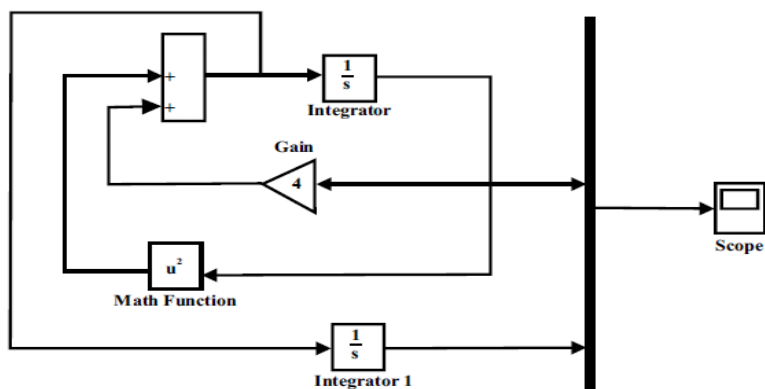 +
+
1
s
Integrator
Gain
4
u²
Math Function
1
s
Integrator 1
Scope